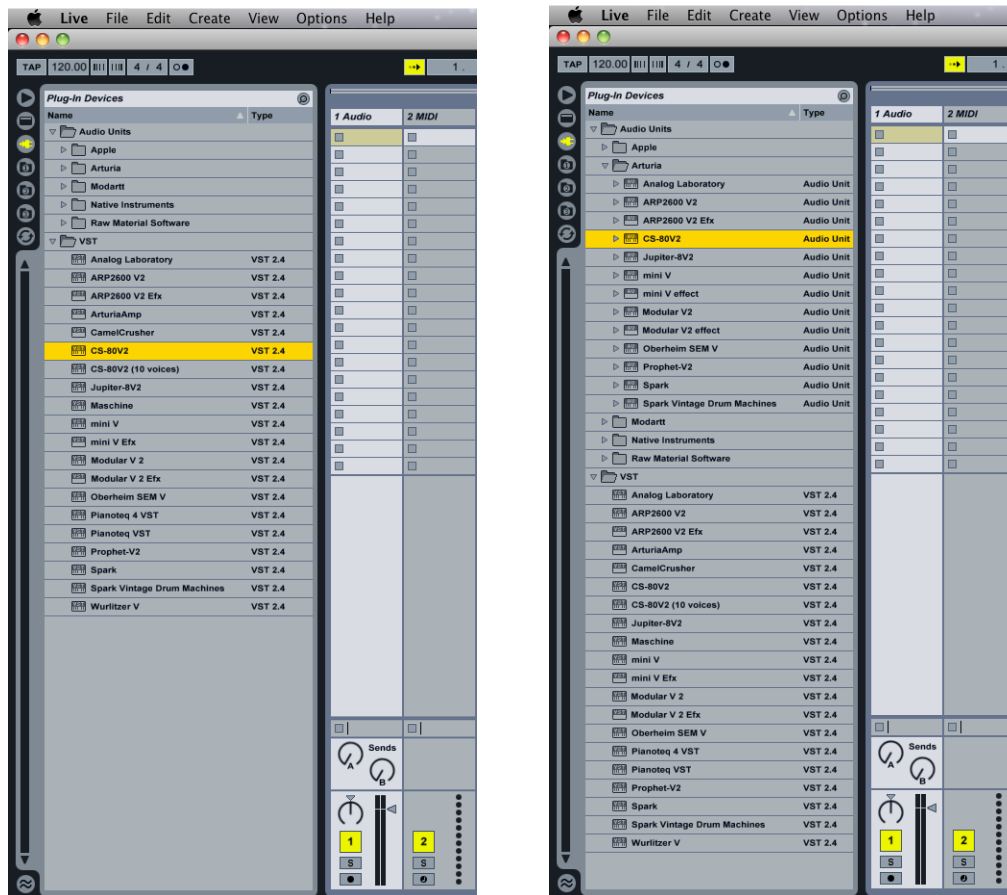 Live File Edit Create View Options Help
TAP 120.00 4 / 4 1 .
Plug-In Devices
Name Type
Audio Units
Apple
Arturia
Modartt
Native Instruments
Raw Material Software
VST
Analog Laboratory VST 2.4
ARP2600 V2 VST 2.4
ARP2600 V2 Efx VST 2.4
ArturiaAmp VST 2.4
CamelCrusher VST 2.4
CS-80V2 VST 2.4
CS-80V2 (10 voices) VST 2.4
Jupiter-8V2 VST 2.4
Maschine VST 2.4
mini V VST 2.4
mini V Efx VST 2.4
Modular V 2 VST 2.4
Modular V 2 Efx VST 2.4
Oberheim SEM V VST 2.4
Pianoteq 4 VST VST 2.4
Pianoteq VST VST 2.4
Prophet-V2 VST 2.4
Spark VST 2.4
Spark Vintage Drum Machines VST 2.4
Wurlitzer V VST 2.4
1 Audio 2 MIDI
Sends
A
B
1 2
S S
Live File Edit Create View Options Help
TAP 120.00 4 / 4 1 .
Plug-In Devices
Name Type
Audio Units
Apple
Arturia
Analog Laboratory Audio Unit
ARP2600 V2 Audio Unit
ARP2600 V2 Efx Audio Unit
CS-80V2 Audio Unit
Jupiter-8V2 Audio Unit
mini V Audio Unit
mini V effect Audio Unit
Modular V2 Audio Unit
Modular V2 effect Audio Unit
Oberheim SEM V Audio Unit
Prophet-V2 Audio Unit
Spark Audio Unit
Spark Vintage Drum Machines Audio Unit
Modartt
Native Instruments
Raw Material Software
VST
Analog Laboratory VST 2.4
ARP2600 V2 VST 2.4
ARP2600 V2 Efx VST 2.4
ArturiaAmp VST 2.4
CamelCrusher VST 2.4
CS-80V2 VST 2.4
CS-80V2 (10 voices) VST 2.4
Jupiter-8V2 VST 2.4
Maschine VST 2.4
mini V VST 2.4
mini V Efx VST 2.4
Modular V 2 VST 2.4
Modular V 2 Efx VST 2.4
Oberheim SEM V VST 2.4
Pianoteq 4 VST VST 2.4
Pianoteq VST VST 2.4
Prophet-V2 VST 2.4
Spark VST 2.4
Spark Vintage Drum Machines VST 2.4
Wurlitzer V VST 2.4
1 Audio 2 MIDI
Sends
A
B
1 2
S S